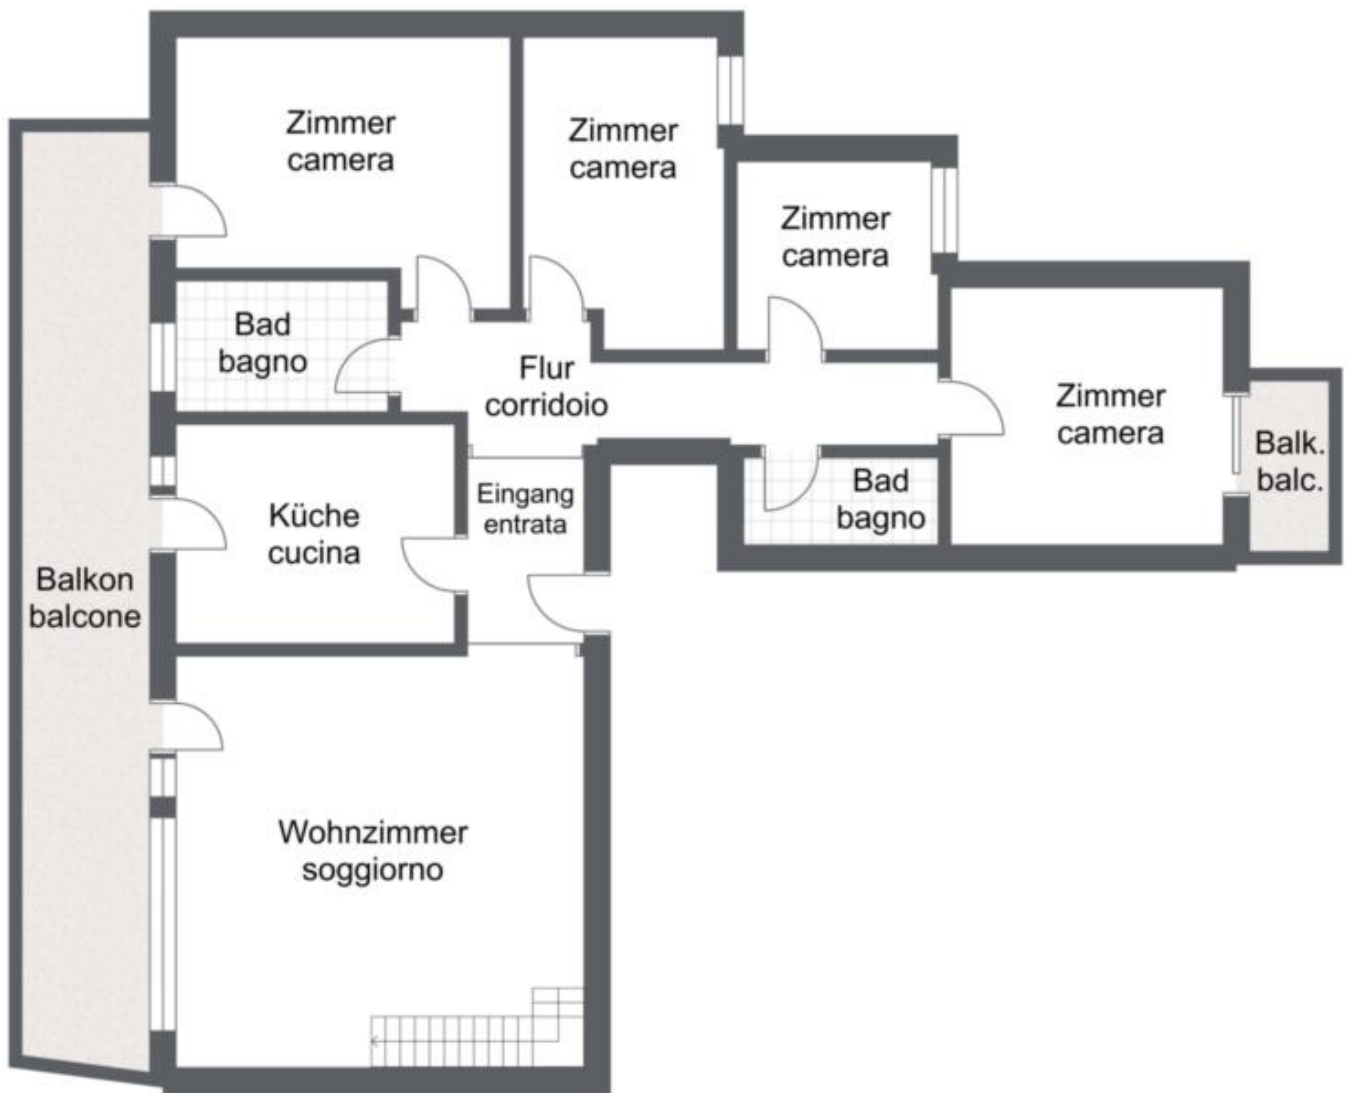 Zimmer
camera
Zimmer
camera
Zimmer
camera
Bad
bagno
Flur
corridoio
Zimmer
camera
Balk.
balc.
Bad
bagno
Eingang
entrata
Küche
cucina
Balkon
balcone
Wohnzimmer
soggiorno